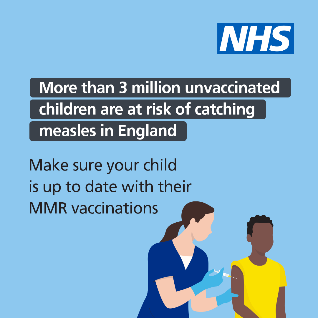 NHS
More than 3 million unvaccinated
children are at risk of catching
measles in England
Make sure your child
is up to date with their
MMR vaccinations